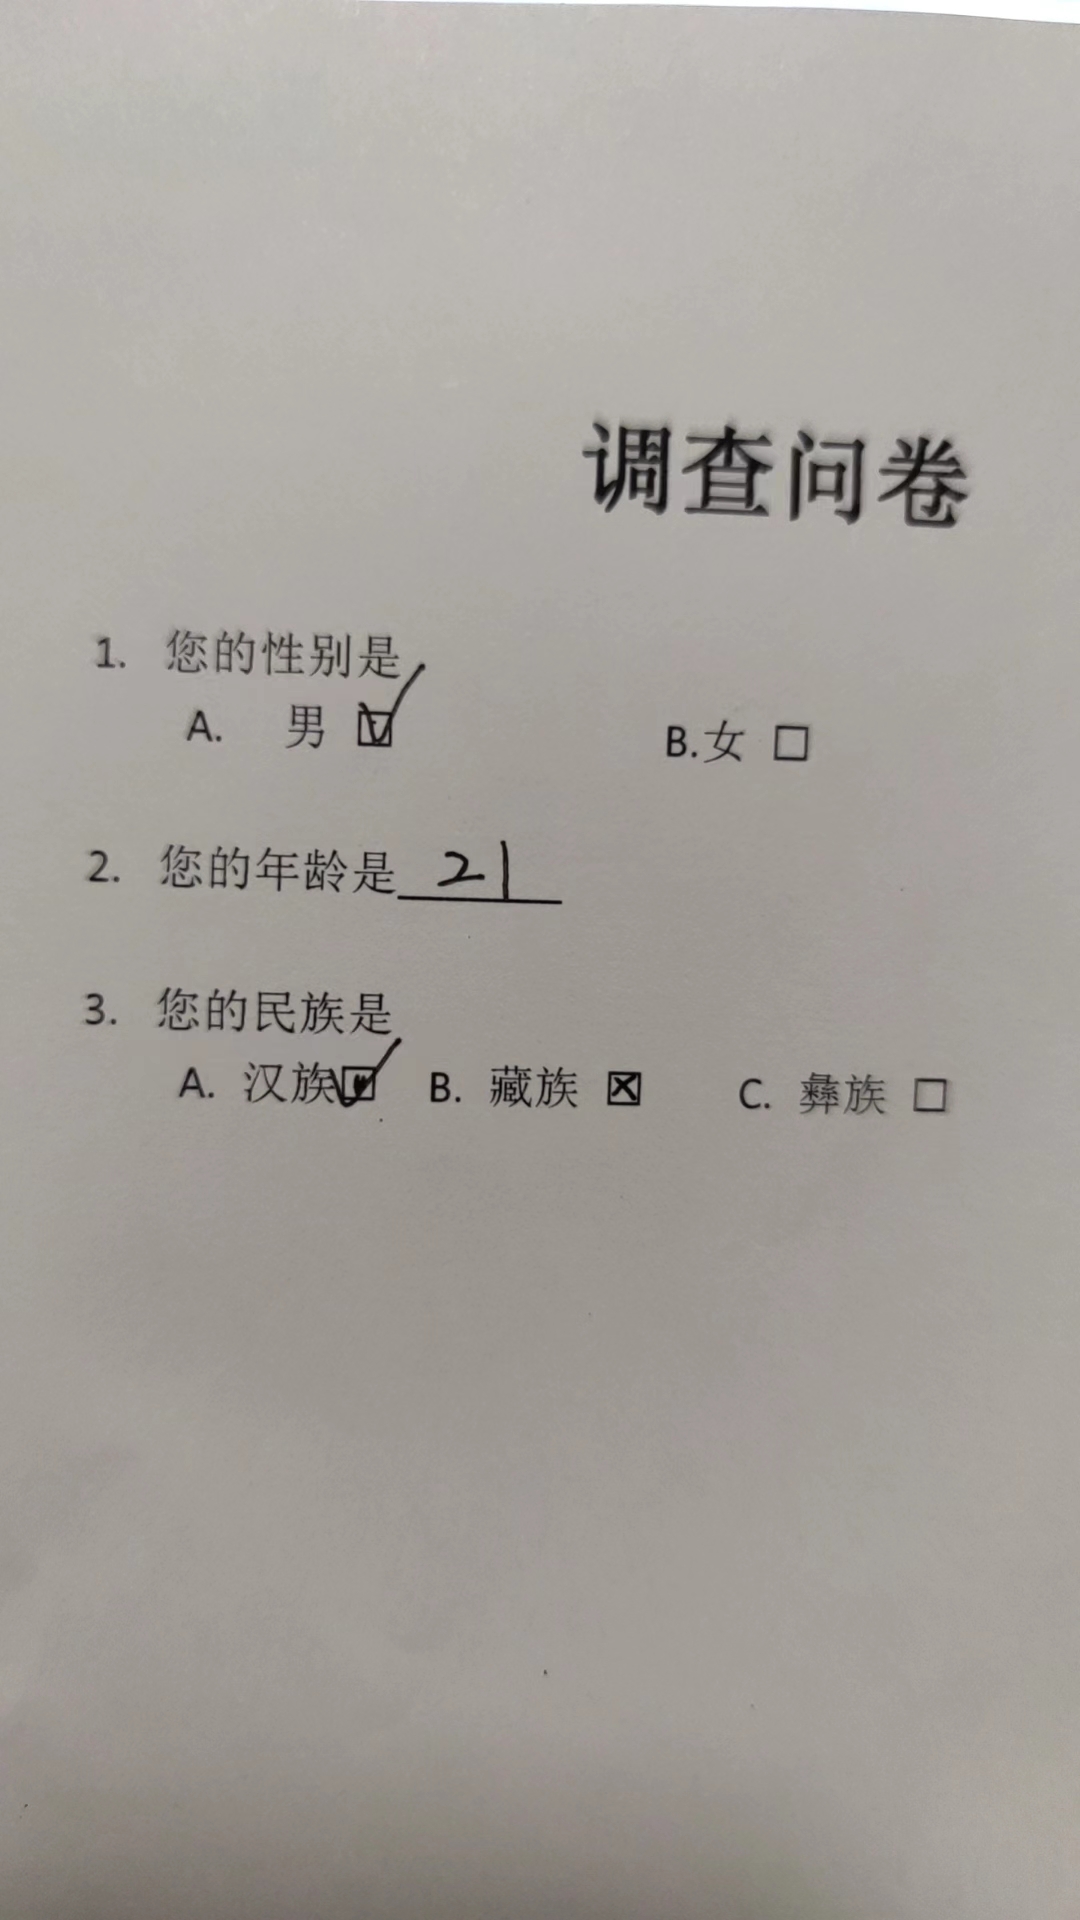 调查问卷
1. 您的性别是
A. 男 ☑ B.女 □
2. 您的年龄是 21
3. 您的民族是
A. 汉族☑ B. 藏族 ☒ C. 彝族 □